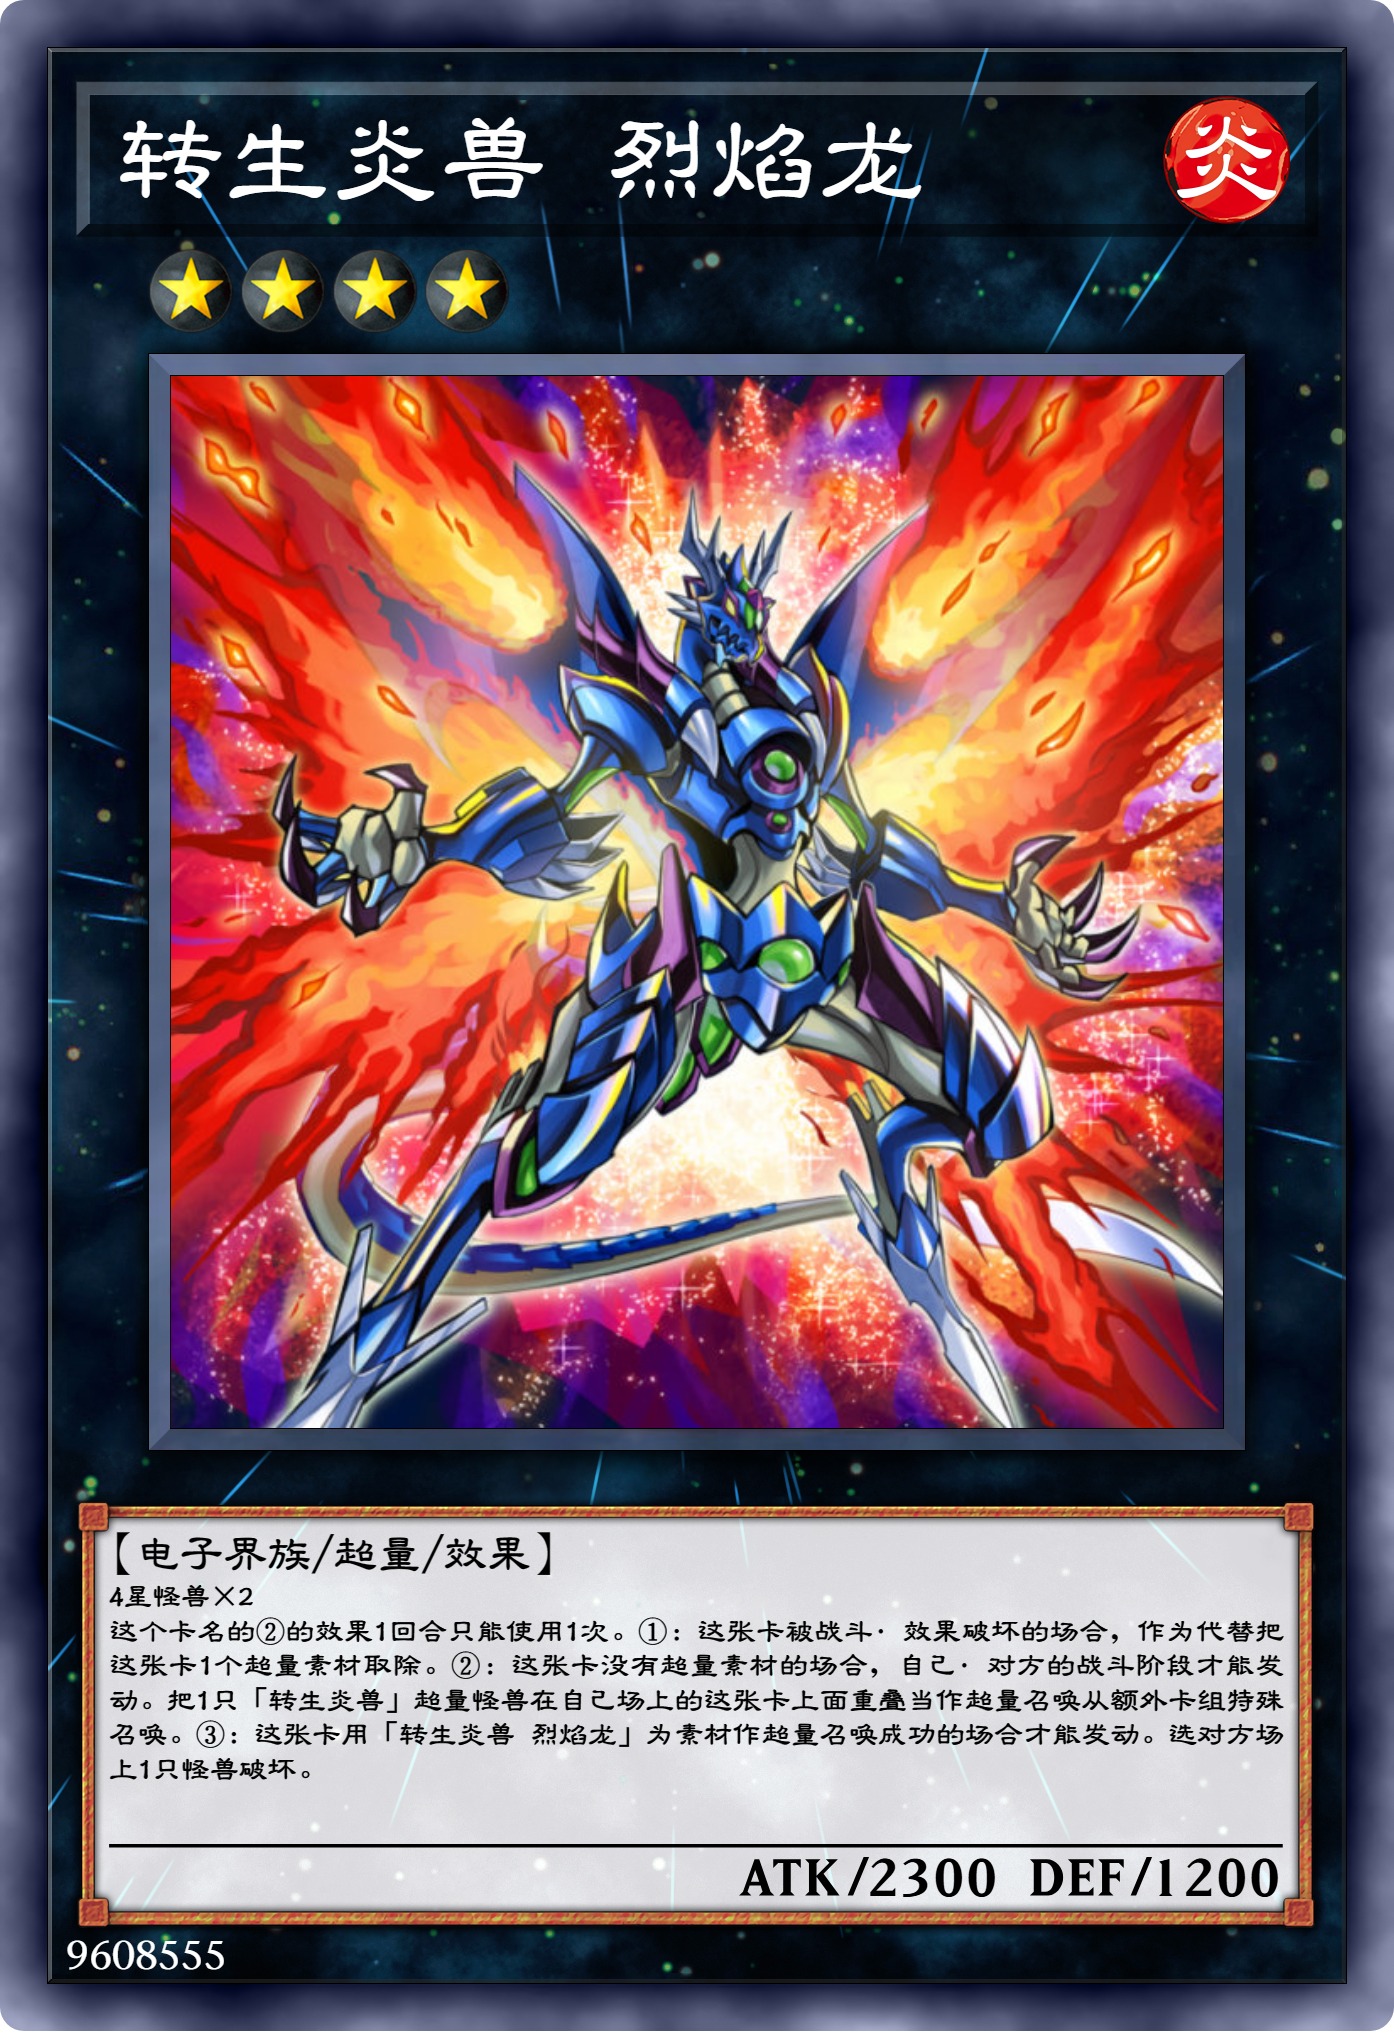 转生炎兽 烈焰龙
炎
【电子界族/超量/效果】
4星怪兽×2
这个卡名的②的效果1回合只能使用1次。①：这张卡被战斗·效果破坏的场合，作为代替把
这张卡1个超量素材取除。②：这张卡没有超量素材的场合，自己·对方的战斗阶段才能发
动。把1只「转生炎兽」超量怪兽在自己场上的这张卡上面重叠当作超量召唤从额外卡组特殊
召唤。③：这张卡用「转生炎兽 烈焰龙」为素材作超量召唤成功的场合才能发动。选对方场
上1只怪兽破坏。
ATK/2300 DEF/1200
9608555